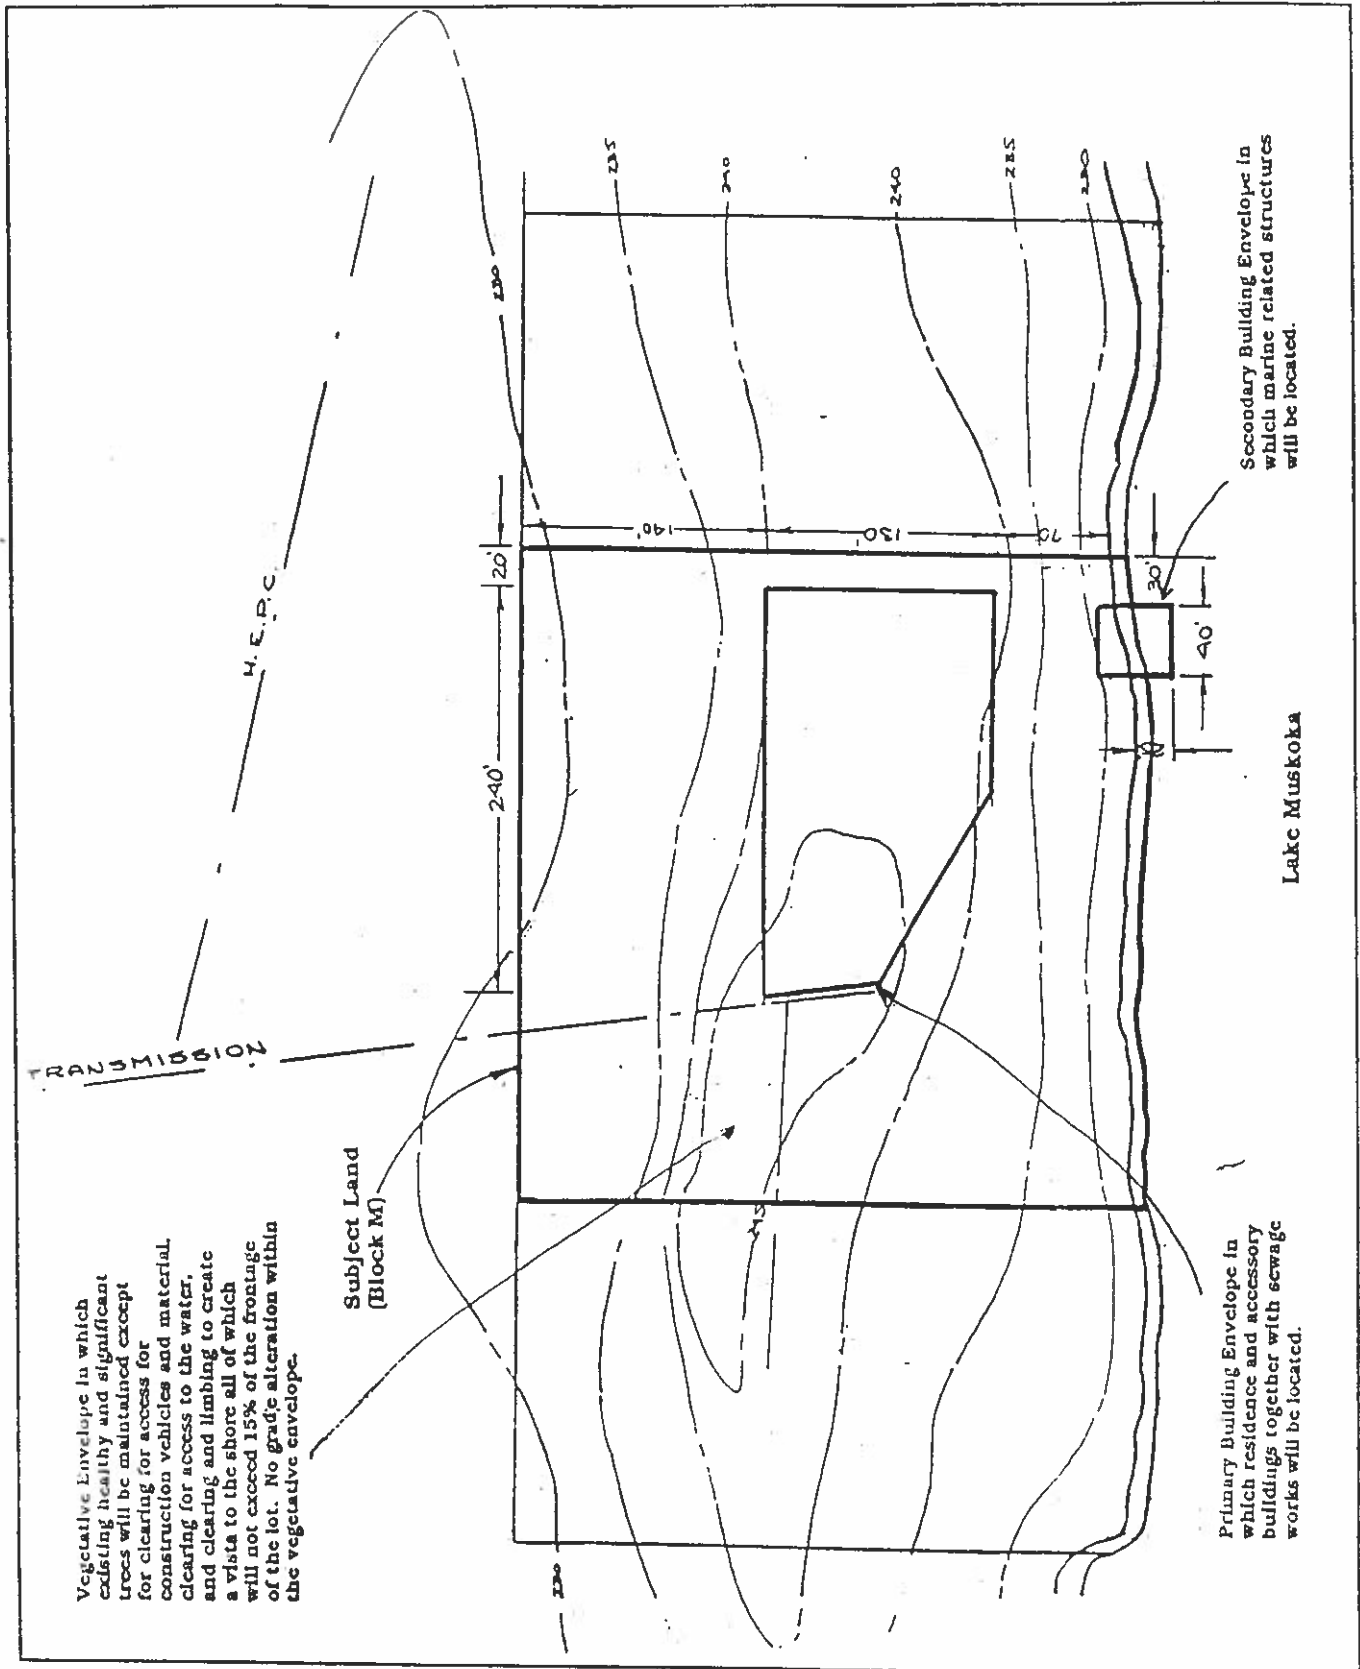 Vegetative Envelope in which
existing healthy and significant
trees will be maintained except
for clearing for access for
construction vehicles and material,
clearing for access to the water,
and clearing and limbing to create
a vista to the shore all of which
will not exceed 15% of the frontage
of the lot. No grade alteration within
the vegetative envelope.
Subject Land
(Block M)
TRANSMISSION
H.E.P.C.
240'
20'
140'
130
70
30'
40'
230
230
235
240
240
235
230
245
Primary Building Envelope in
which residence and accessory
buildings together with sewage
works will be located.
Lake Muskoka
Secondary Building Envelope in
which marine related structures
will be located.